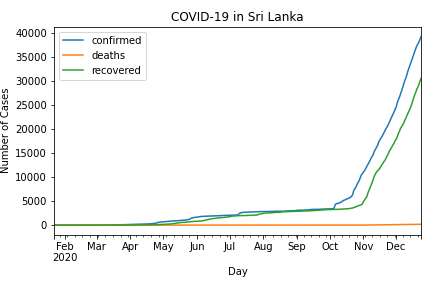 COVID-19 in Sri Lanka
confirmed
deaths
recovered
Number of Cases
40000
35000
30000
25000
20000
15000
10000
5000
0
Feb Mar Apr May Jun Jul Aug Sep Oct Nov Dec
2020
Day